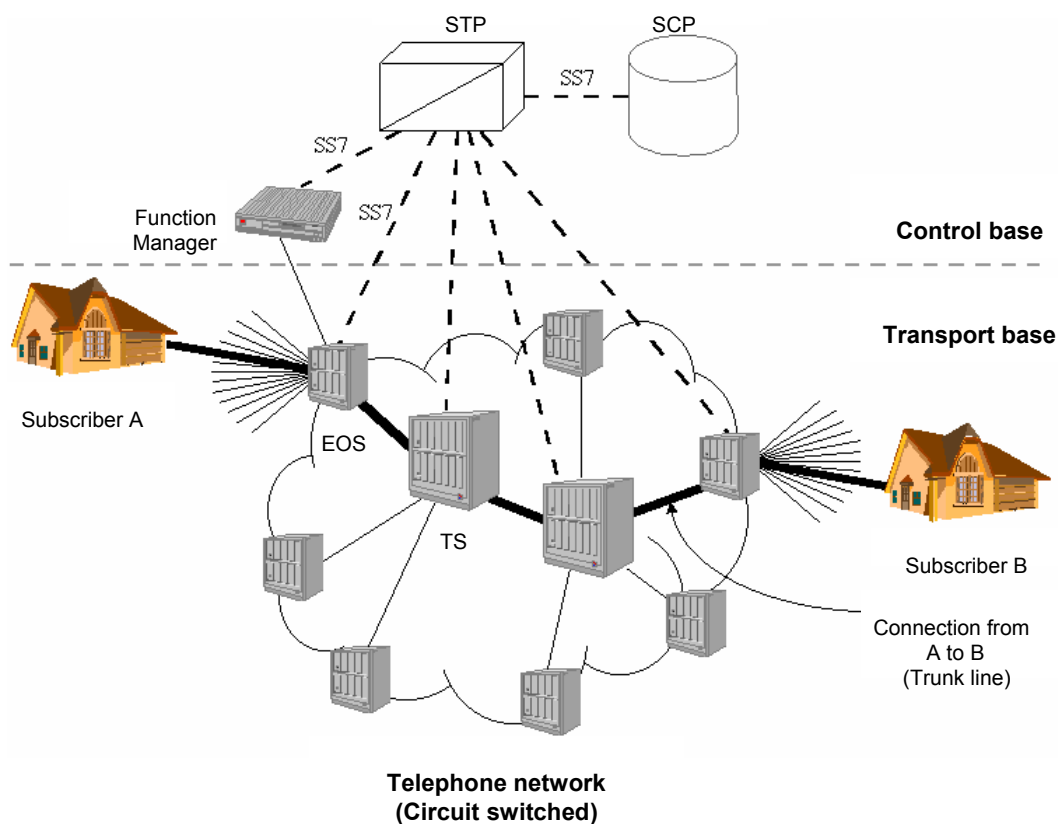 STP
SCP
SS7
SS7
SS7
Function
Manager
Control base
Transport base
Subscriber A
EOS
TS
Subscriber B
Connection from
A to B
(Trunk line)
Telephone network
(Circuit switched)